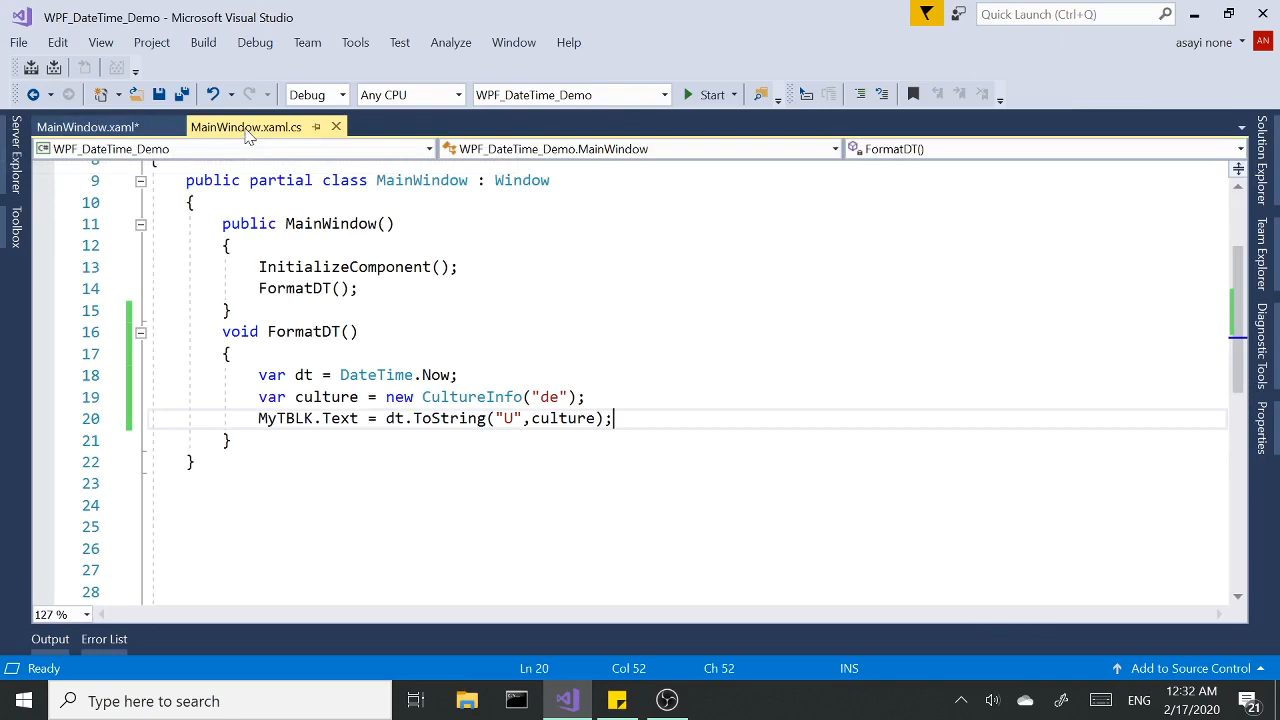 WPF_DateTime_Demo - Microsoft Visual Studio
Quick Launch (Ctrl+Q)
File Edit View Project Build Debug Team Tools Test Analyze Window Help
asayi none AN
Debug Any CPU WPF_DateTime_Demo Start
MainWindow.xaml* MainWindow.xaml.cs
WPF_DateTime_Demo WPF_DateTime_Demo.MainWindow FormatDT()
Server Explorer
Toolbox
Solution Explorer
Team Explorer
Diagnostic Tools
Properties
9 public partial class MainWindow : Window
10 {
11 public MainWindow()
12 {
13 InitializeComponent();
14 FormatDT();
15 }
16 void FormatDT()
17 {
18 var dt = DateTime.Now;
19 var culture = new CultureInfo("de");
20 MyTBLK.Text = dt.ToString("U",culture);
21 }
22 }
23
24
25
26
27
28
127 %
Output Error List
Ready Ln 20 Col 52 Ch 52 INS Add to Source Control
Type here to search
ENG
12:32 AM
2/17/2020
21